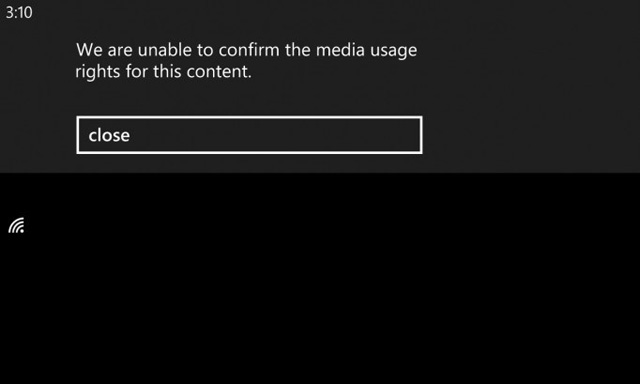 3:10
We are unable to confirm the media usage
rights for this content.
close